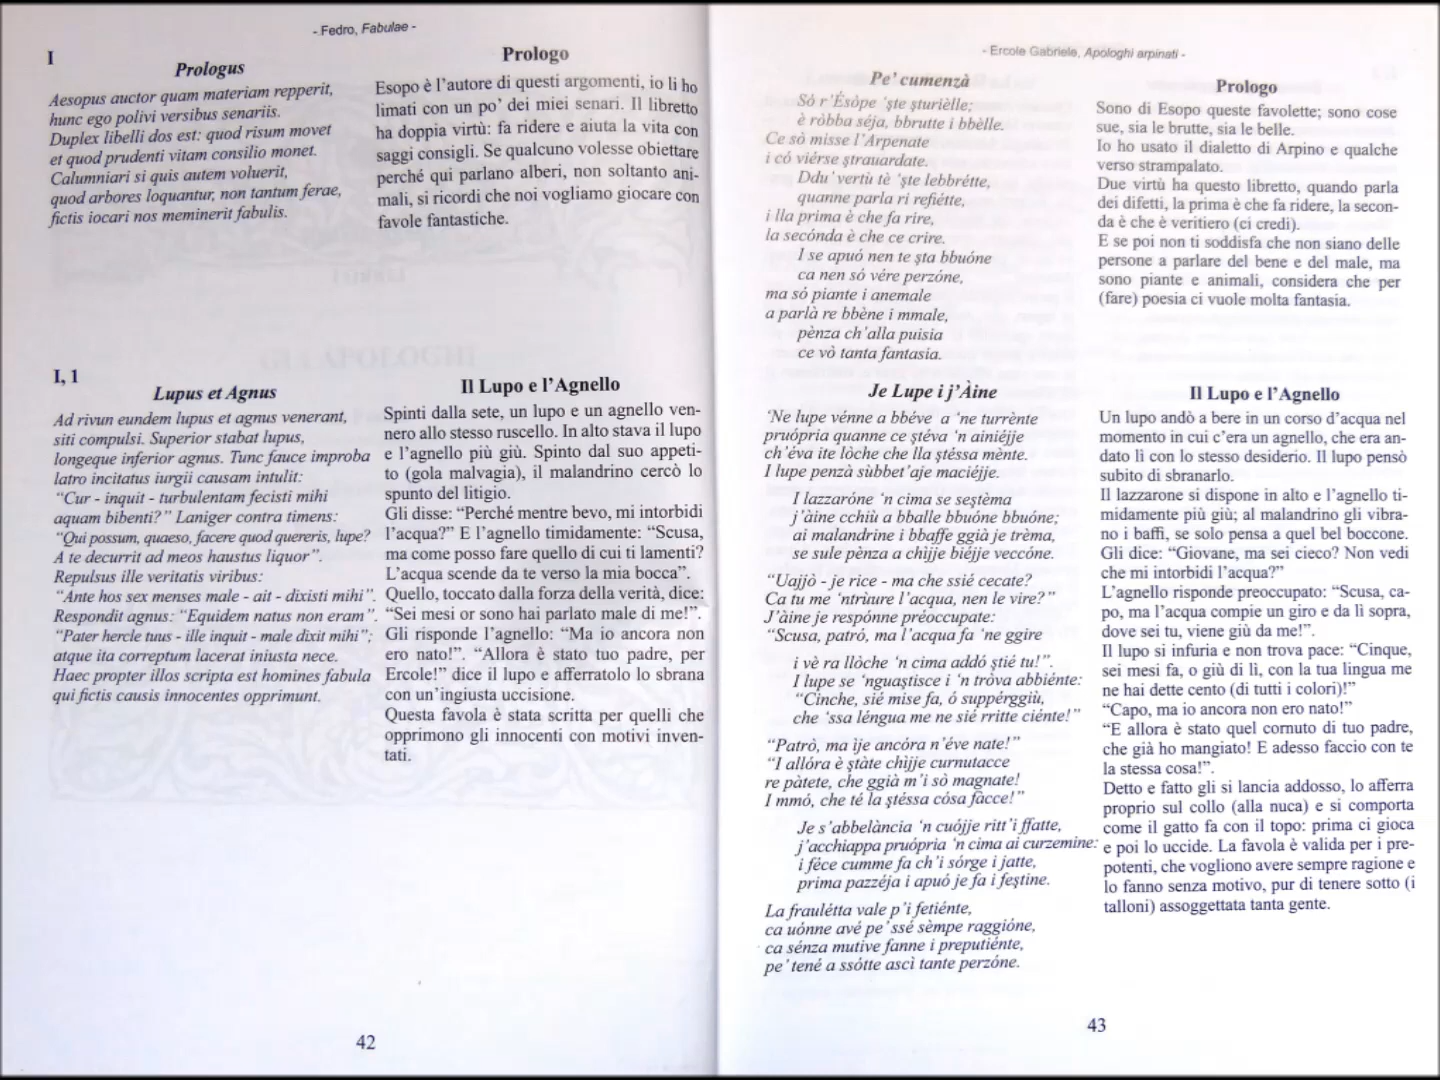 - Fedro, Fabulae -
I
Prologus
Aesopus auctor quam materiam repperit,
hunc ego polivi versibus senariis.
Duplex libelli dos est: quod risum movet
et quod prudenti vitam consilio monet.
Calumniari si quis autem voluerit,
quod arbores loquantur, non tantum ferae,
fictis iocari nos meminerit fabulis.
Prologo
Esopo è l'autore di questi argomenti, io li ho
limati con un po' dei miei senari. Il libretto
ha doppia virtù: fa ridere e aiuta la vita con
saggi consigli. Se qualcuno volesse obiettare
perché qui parlano alberi, non soltanto ani-
mali, si ricordi che noi vogliamo giocare con
favole fantastiche.
I, 1
Lupus et Agnus
Ad rivun eundem lupus et agnus venerant,
siti compulsi. Superior stabat lupus,
longeque inferior agnus. Tunc fauce improba
latro incitatus iurgii causam intulit:
“Cur - inquit - turbulentam fecisti mihi
aquam bibenti?” Laniger contra timens:
“Qui possum, quaeso, facere quod quereris, lupe?
A te decurrit ad meos haustus liquor”.
Repulsus ille veritatis viribus:
“Ante hos sex menses male - ait - dixisti mihi”.
Respondit agnus: “Equidem natus non eram”.
“Pater hercle tuus - ille inquit - male dixit mihi”;
atque ita correptum lacerat iniusta nece.
Haec propter illos scripta est homines fabula
qui fictis causis innocentes opprimunt.
Il Lupo e l'Agnello
Spinti dalla sete, un lupo e un agnello ven-
nero allo stesso ruscello. In alto stava il lupo
e l'agnello più giù. Spinto dal suo appeti-
to (gola malvagia), il malandrino cercò lo
spunto del litigio.
Gli disse: “Perché mentre bevo, mi intorbidi
l'acqua?” E l'agnello timidamente: “Scusa,
ma come posso fare quello di cui ti lamenti?
L'acqua scende da te verso la mia bocca”.
Quello, toccato dalla forza della verità, dice:
“Sei mesi or sono hai parlato male di me!”.
Gli risponde l'agnello: “Ma io ancora non
ero nato!”. “Allora è stato tuo padre, per
Ercole!” dice il lupo e afferratolo lo sbrana
con un'ingiusta uccisione.
Questa favola è stata scritta per quelli che
opprimono gli innocenti con motivi inven-
tati.
42
- Ercole Gabriele, Apologhi arpinati -
Pe' cumenzà
Só r'Ésòpe 'şte şturièlle;
è ròbba séja, bbrutte i bbèlle.
Ce sò misse l'Arpenate
i có viérse ştrauardate.
Ddu' vertù tè 'şte lebbrétte,
quanne parla ri refiétte,
i lla prima è che fa rire,
la secónda è che ce crire.
I se apuó nen te şta bbuóne
ca nen só vére perzóne,
ma só piante i anemale
a parlà re bbène i mmale,
pènza ch'alla puisia
ce vò tanta fantasia.
Prologo
Sono di Esopo queste favolette; sono cose
sue, sia le brutte, sia le belle.
Io ho usato il dialetto di Arpino e qualche
verso strampalato.
Due virtù ha questo libretto, quando parla
dei difetti, la prima è che fa ridere, la secon-
da è che è veritiero (ci credi).
E se poi non ti soddisfa che non siano delle
persone a parlare del bene e del male, ma
sono piante e animali, considera che per
(fare) poesia ci vuole molta fantasia.
Je Lupe i j'Àine
'Ne lupe vénne a bbéve a 'ne turrènte
pruópria quanne ce ştéva 'n ainiéjje
ch'éva ite lòche che lla ştéssa mènte.
I lupe penzà sùbbet'aje maciéjje.
I lazzaróne 'n cima se seştèma
j'àine cchiù a bballe bbuóne bbuóne;
ai malandrine i bbaffe ggià je trèma,
se sule pènza a chìjje biéjje veccóne.
“Uajjò - je rice - ma che ssié cecate?
Ca tu me 'ntrùure l'acqua, nen le vire?”
J'àine je respónne prëoccupate:
“Scusa, patró, ma l'acqua fa 'ne ggire
i vè ra llòche 'n cima addó ştié tu!”.
I lupe se 'nguaştisce i 'n tròva abbiénte:
“Cinche, sié mise fa, ó suppérggiù,
che 'ssa léngua me ne sié rritte ciénte!”
“Patrò, ma ìje ancóra n'éve nate!”
“I allóra è ştàte chìjje curnutacce
re pàtete, che ggià m'i sò magnate!
I mmó, che té la ştéssa cósa fàcce!”
Je s'abbelància 'n cuójje ritt'i ffatte,
j'acchiappa pruópria 'n cima ai curzemine:
i féce cumme fa ch'i sórge i jatte,
prima pazzéja i apuó je fa i feştine.
La fraulétta vale p'i fetiénte,
ca uónne avé pe'ssé sèmpe raggióne,
ca sénza mutive fanne i preputiénte,
pe'tené a ssótte ascì tante perzóne.
Il Lupo e l'Agnello
Un lupo andò a bere in un corso d'acqua nel
momento in cui c'era un agnello, che era an-
dato lì con lo stesso desiderio. Il lupo pensò
subito di sbranarlo.
Il lazzarone si dispone in alto e l'agnello ti-
midamente più giù; al malandrino gli vibra-
no i baffi, se solo pensa a quel bel boccone.
Gli dice: “Giovane, ma sei cieco? Non vedi
che mi intorbidi l'acqua?”
L'agnello risponde preoccupato: “Scusa, ca-
po, ma l'acqua compie un giro e da lì sopra,
dove sei tu, viene giù da me!”.
Il lupo si infuria e non trova pace: “Cinque,
sei mesi fa, o giù di lì, con la tua lingua me
ne hai dette cento (di tutti i colori)!”
“Capo, ma io ancora non ero nato!”
“E allora è stato quel cornuto di tuo padre,
che già ho mangiato! E adesso faccio con te
la stessa cosa!”.
Detto e fatto gli si lancia addosso, lo afferra
proprio sul collo (alla nuca) e si comporta
come il gatto fa con il topo: prima ci gioca
e poi lo uccide. La favola è valida per i pre-
potenti, che vogliono avere sempre ragione e
lo fanno senza motivo, pur di tenere sotto (i
talloni) assoggettata tanta gente.
43